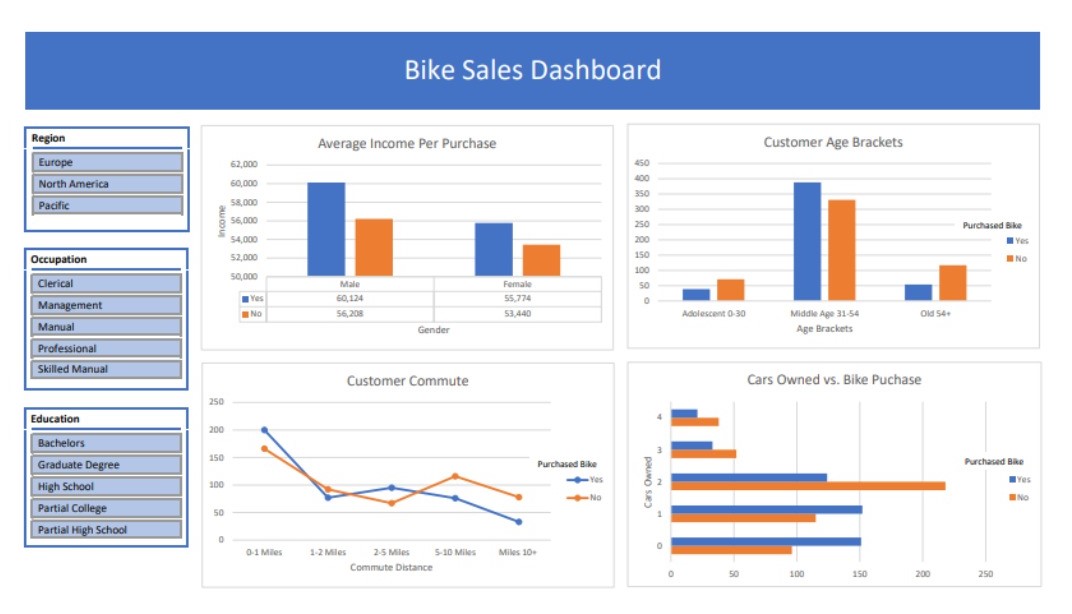 Bike Sales Dashboard
Region
Europe
North America
Pacific
Occupation
Clerical
Management
Manual
Professional
Skilled Manual
Education
Bachelors
Graduate Degree
High School
Partial College
Partial High School
Average Income Per Purchase
62,000
60,000
58,000
56,000
54,000
52,000
50,000
Income
Male Female
Yes 60,124 55,774
No 56,208 53,440
Gender
Customer Age Brackets
450
400
350
300
250
200
150
100
50
0
Adolescent 0-30 Middle Age 31-54 Old 54+
Age Brackets
Purchased Bike
Yes
No
Customer Commute
250
200
150
100
50
0
0-1 Miles 1-2 Miles 2-5 Miles 5-10 Miles Miles 10+
Commute Distance
Purchased Bike
Yes
No
Cars Owned vs. Bike Puchase
4
3
2
1
0
Cars Owned
0 50 100 150 200 250
Purchased Bike
Yes
No